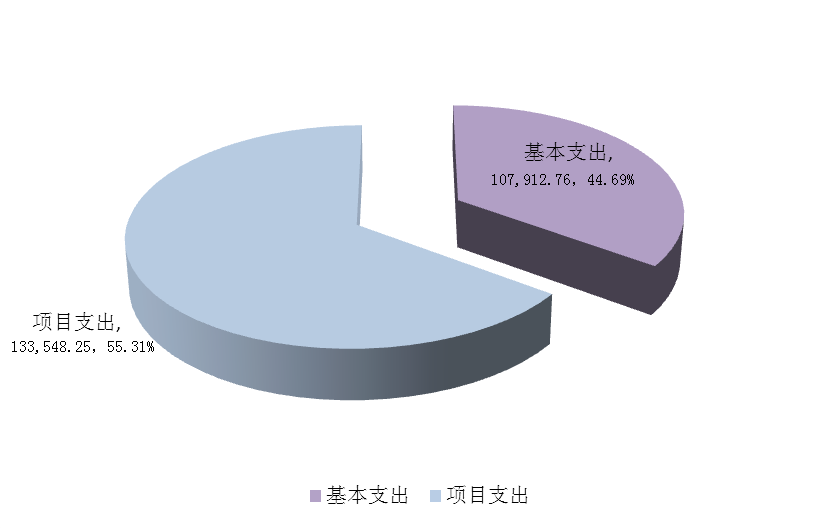 基本支出,
107,912.76, 44.69%
项目支出,
133,548.25, 55.31%
基本支出 项目支出